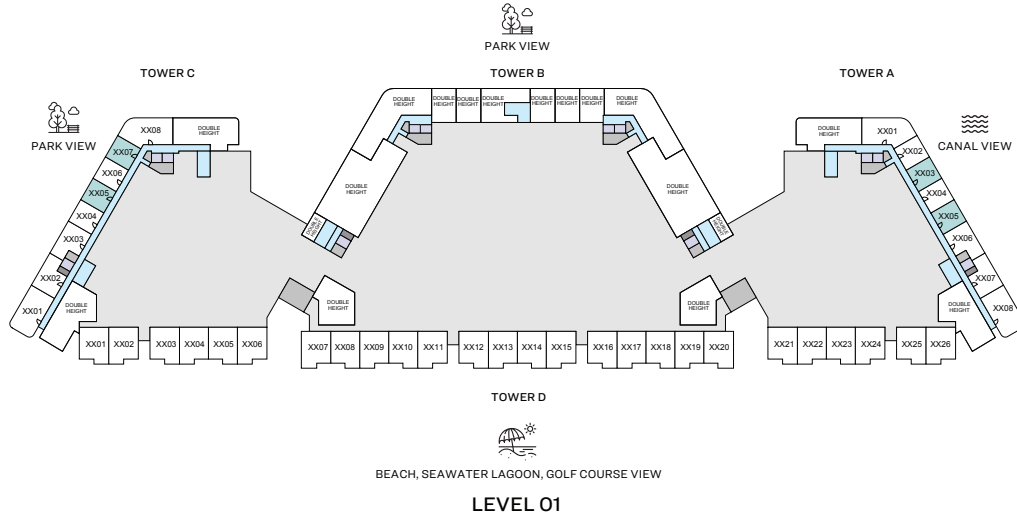 PARK VIEW
TOWER C
TOWER B
TOWER A
PARK VIEW
CANAL VIEW
XX08
DOUBLE
HEIGHT
XX07
XX06
XX05
XX04
XX03
XX02
XX01
DOUBLE
HEIGHT
DOUBLE
HEIGHT
DOUBLE
HEIGHT
DOUBLE
HEIGHT
DOUBLE
HEIGHT
DOUBLE
HEIGHT
DOUBLE
HEIGHT
DOUBLE
HEIGHT
DOUBLE
HEIGHT
DOUBLE
HEIGHT
DOUBLE
HEIGHT
DOUBLE
HEIGHT
DOUBLE
HEIGHT
DOUBLE
HEIGHT
DOUBLE
HEIGHT
DOUBLE
HEIGHT
XX01
XX02
XX03
XX04
XX05
XX06
XX07
XX08
DOUBLE
HEIGHT
XX01 XX02 XX03 XX04 XX05 XX06 XX07 XX08 XX09 XX10 XX11 XX12 XX13 XX14 XX15 XX16 XX17 XX18 XX19 XX20 XX21 XX22 XX23 XX24 XX25 XX26
TOWER D
BEACH, SEAWATER LAGOON, GOLF COURSE VIEW
LEVEL 01